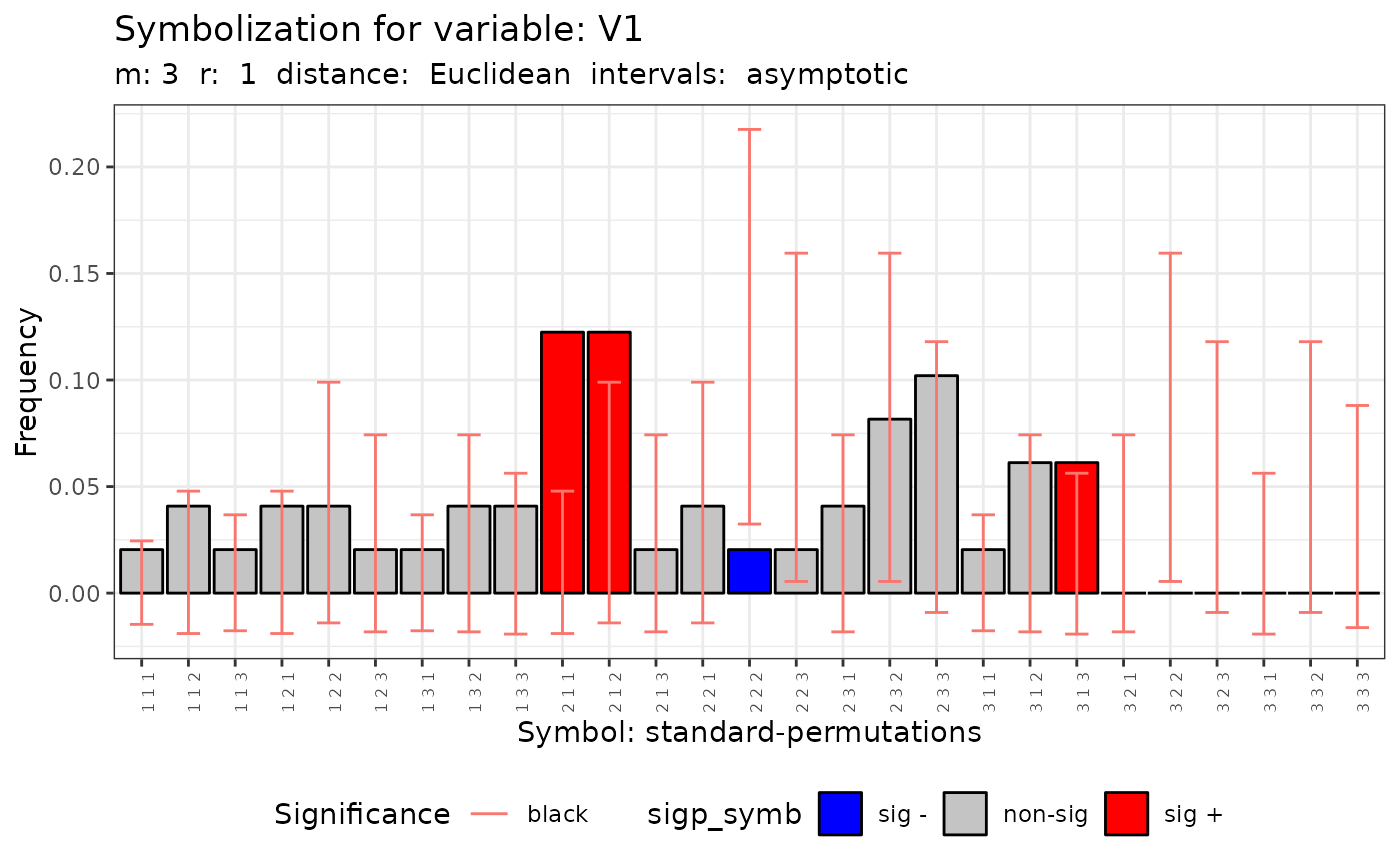 Symbolization for variable: V1
m: 3 r: 1 distance: Euclidean intervals: asymptotic
Frequency
0.20
0.15
0.10
0.05
0.00
1 1 1
1 1 2
1 1 3
1 2 1
1 2 2
1 2 3
1 3 1
1 3 2
1 3 3
2 1 1
2 1 2
2 1 3
2 2 1
2 2 2
2 2 3
2 3 1
2 3 2
2 3 3
3 1 1
3 1 2
3 1 3
3 2 1
3 2 2
3 2 3
3 3 1
3 3 2
3 3 3
Symbol: standard-permutations
Significance black sigp_symb sig - non-sig sig +